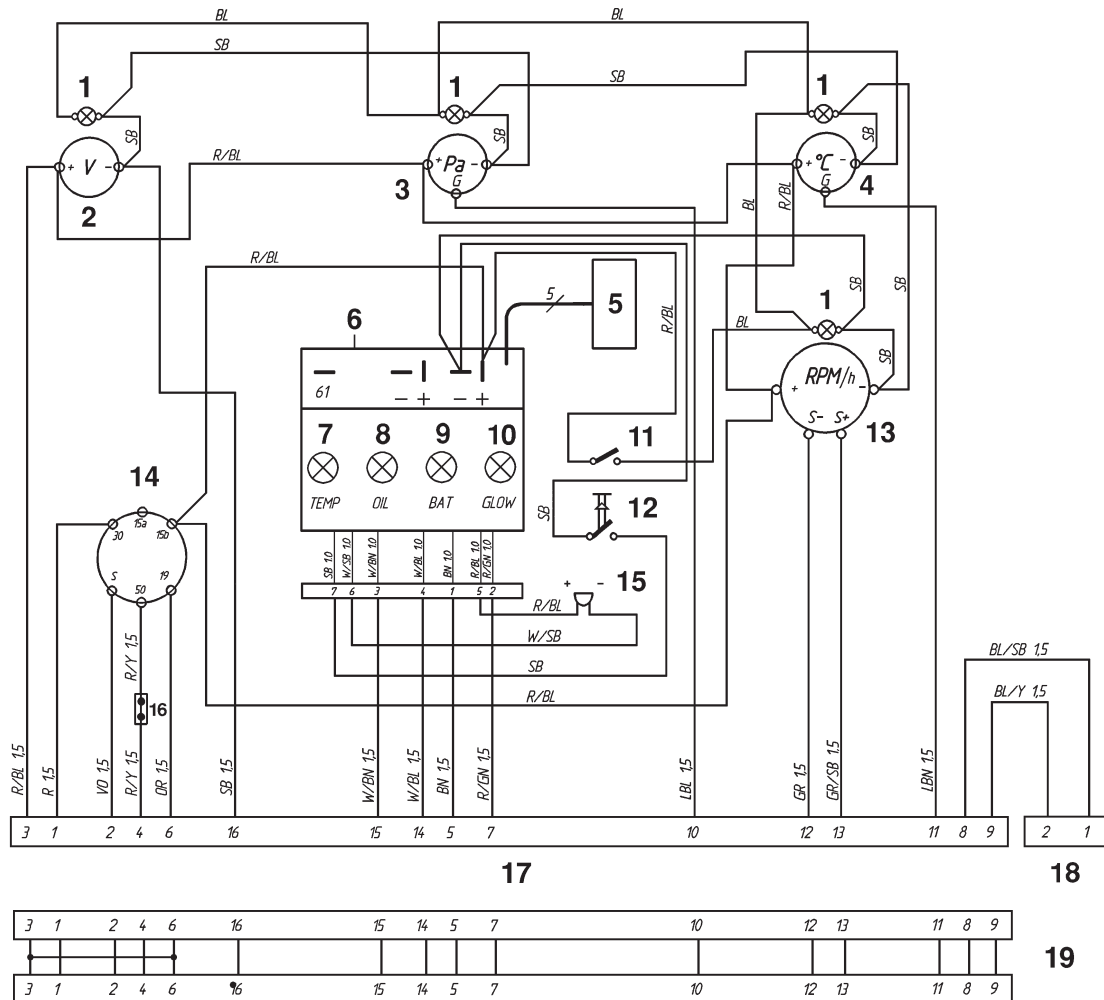 BL
BL
SB
SB
1
1
1
SB
SB
SB
+ V -
+ Pa -
G
+ °C -
G
R/BL
2
3
4
BL
R/BL
R/BL
R/BL
SB
SB
5
5
6
1
BL
SB
61
- + - +
RPM/h
+ -
S- S+
13
7
8
9
10
11
TEMP
OIL
BAT
GLOW
SB
12
14
15a
30
15b
S
19
50
SB 1.0
W/SB 1.0
W/BN 1.0
W/BL 1.0
BN 1.0
R/BL 1.0
R/GN 1.0
7 6 3 4 1 5 2
+ -
15
R/BL
W/SB
SB
R/BL
R/Y 1,5
16
BL/SB 1,5
BL/Y 1,5
R/BL 1,5
R 1,5
VO 1,5
R/Y 1,5
OR 1,5
SB 1,5
W/BN 1,5
W/BL 1,5
BN 1,5
R/GN 1,5
LBL 1,5
GR 1,5
GR/SB 1,5
LBN 1,5
3 1 2 4 6 16 15 14 5 7 10 12 13 11 8 9
2 1
17
18
3 1 2 4 6 16 15 14 5 7 10 12 13 11 8 9
19
3 1 2 4 6 16 15 14 5 7 10 12 13 11 8 9